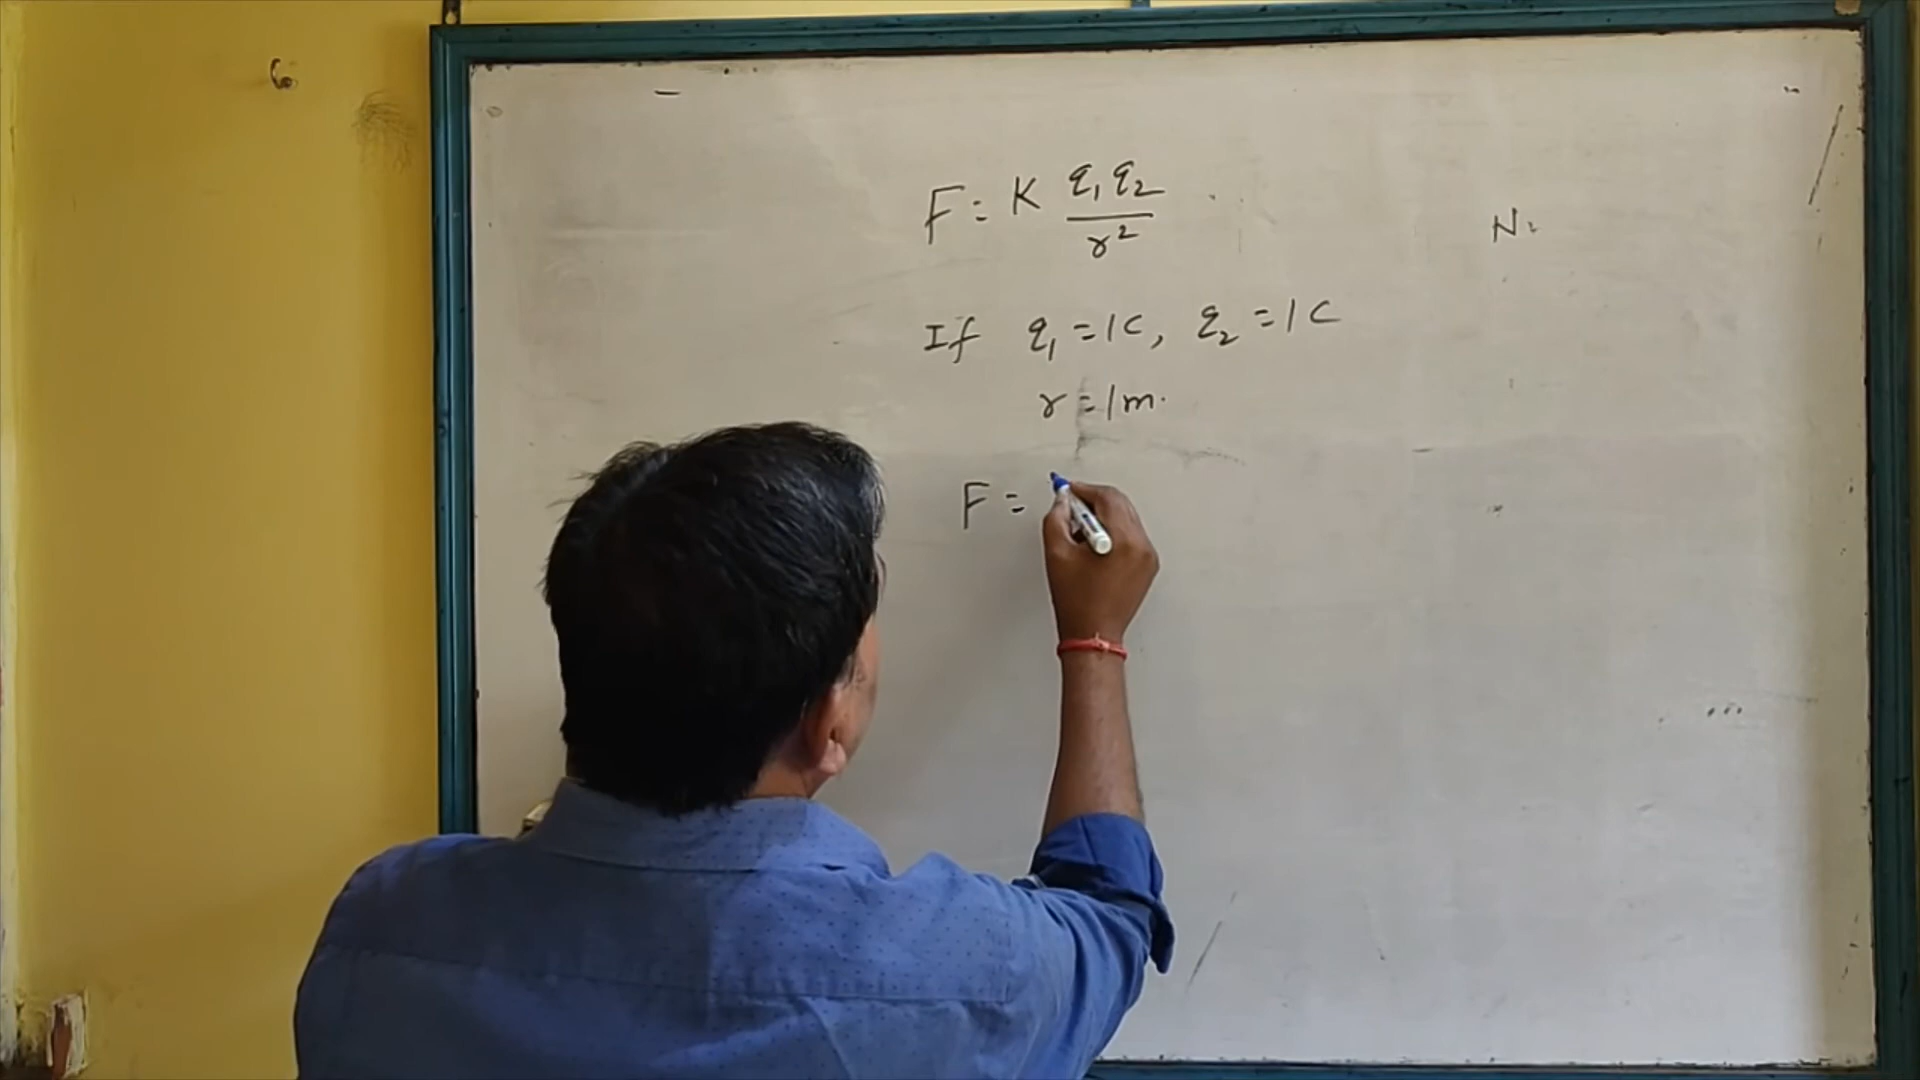 F = K q₁q₂ / r²
N =
If q₁ = 1C, q₂ = 1C
r = 1m.
F =